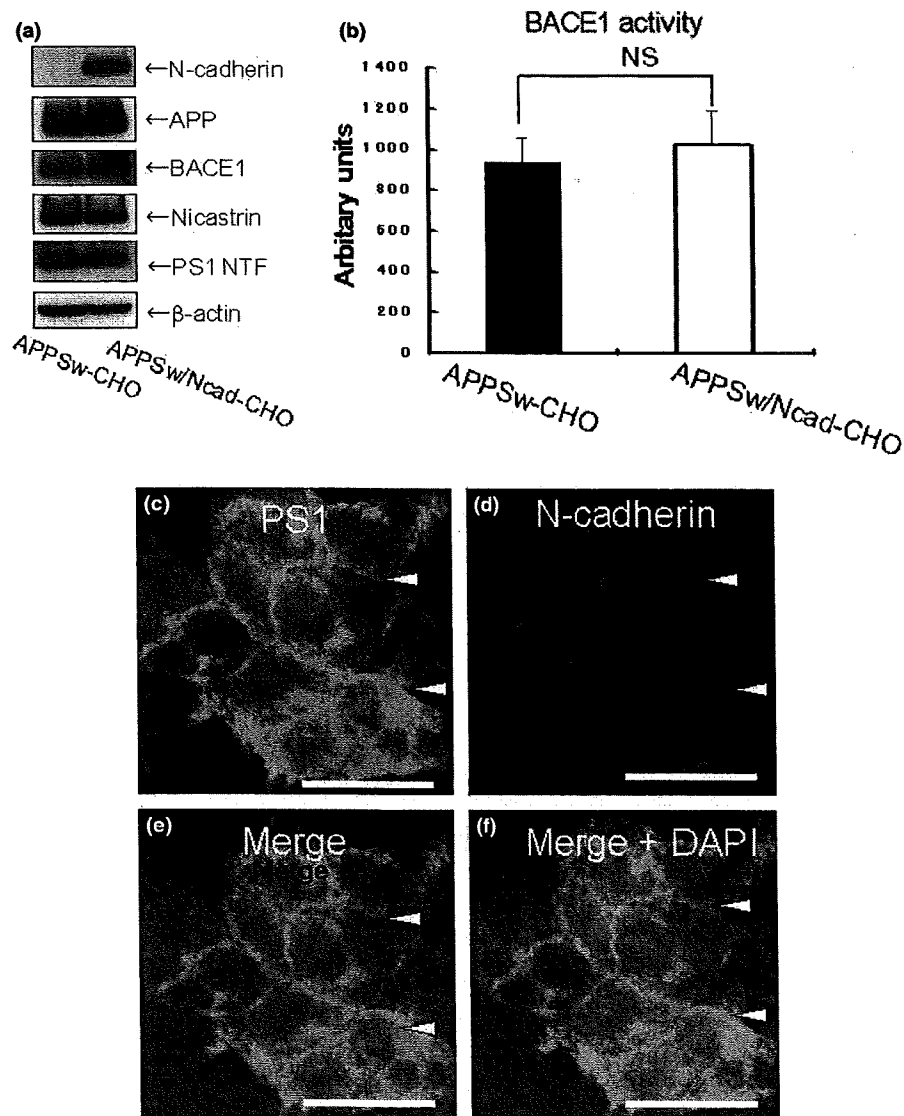 (a)
←N-cadherin
←APP
←BACE1
←Nicastrin
←PS1 NTF
←β-actin
APPSw-CHO
APPSw/Ncad-CHO
(b)
BACE1 activity
NS
Arbitary units
1400
1200
1000
800
600
400
200
0
APPSw-CHO
APPSw/Ncad-CHO
(c)
PS1
(d)
N-cadherin
(e)
Merge
Merge
(f)
Merge + DAPI